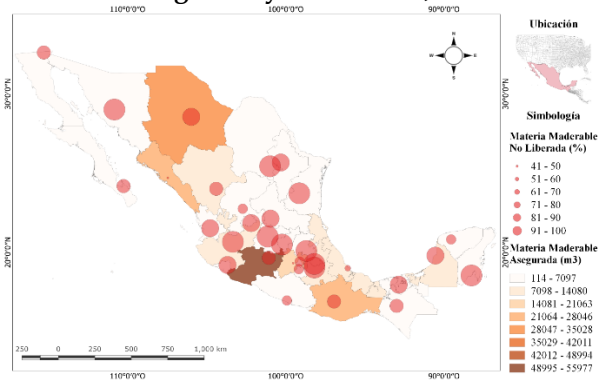 110°0'0"O
100°0'0"O
90°0'0"O
Ubicación
30°0'0"N
30°0'0"N
20°0'0"N
20°0'0"N
Simbología
Materia Maderable
No Liberada (%)
41 - 50
51 - 60
61 - 70
71 - 80
81 - 90
91 - 100
Materia Maderable
Asegurada (m3)
114 - 7097
7098 - 14080
14081 - 21063
21064 - 28046
28047 - 35028
35029 - 42011
42012 - 48994
48995 - 55977
250 0 250 500 750 1,000 km
110°0'0"O
100°0'0"O
90°0'0"O